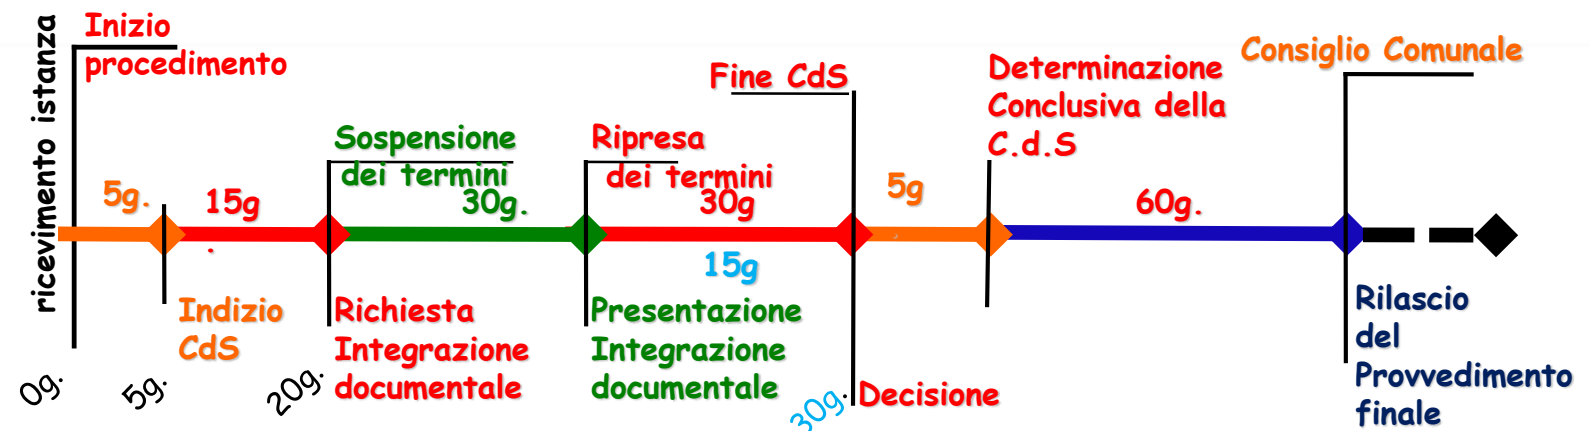 ricevimento istanza
Inizio
procedimento
5g.
15g
.
Sospensione
dei termini
30g.
Ripresa
dei termini
30g
15g
Fine CdS
5g
Determinazione
Conclusiva della
C.d.S
60g.
Consiglio Comunale
Indizio
CdS
Richiesta
Integrazione
documentale
Presentazione
Integrazione
documentale
Decisione
Rilascio
del
Provvedimento
finale
0g.
5g.
20g.
30g.